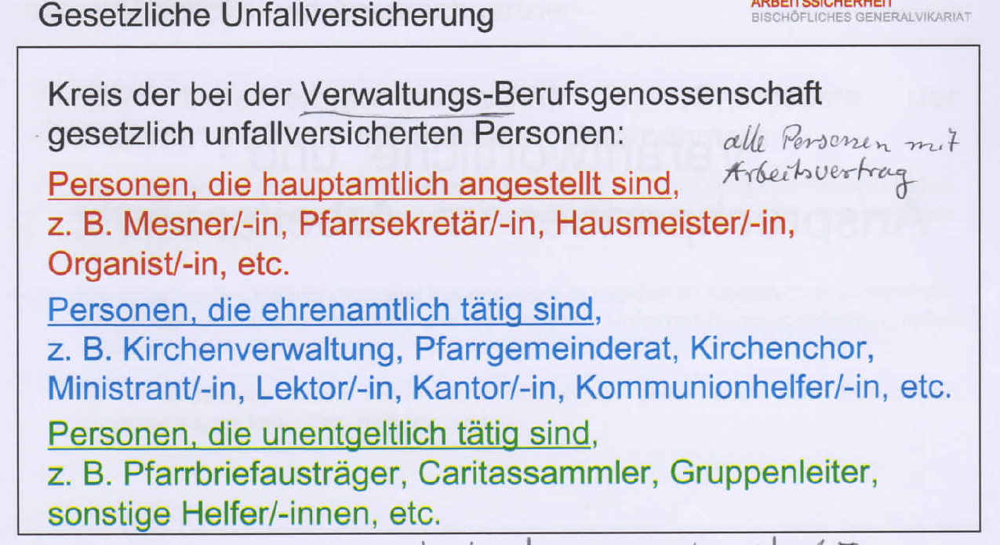 Gesetzliche Unfallversicherung
ARBEITSSICHERHEIT
BISCHÖFLICHES GENERALVIKARIAT
Kreis der bei der Verwaltungs-Berufsgenossenschaft
gesetzlich unfallversicherten Personen:
alle Personen mit
Arbeitsvertrag
Personen, die hauptamtlich angestellt sind,
z. B. Mesner/-in, Pfarrsekretär/-in, Hausmeister/-in,
Organist/-in, etc.
Personen, die ehrenamtlich tätig sind,
z. B. Kirchenverwaltung, Pfarrgemeinderat, Kirchenchor,
Ministrant/-in, Lektor/-in, Kantor/-in, Kommunionhelfer/-in, etc.
Personen, die unentgeltlich tätig sind,
z. B. Pfarrbriefausträger, Caritassammler, Gruppenleiter,
sonstige Helfer/-innen, etc.